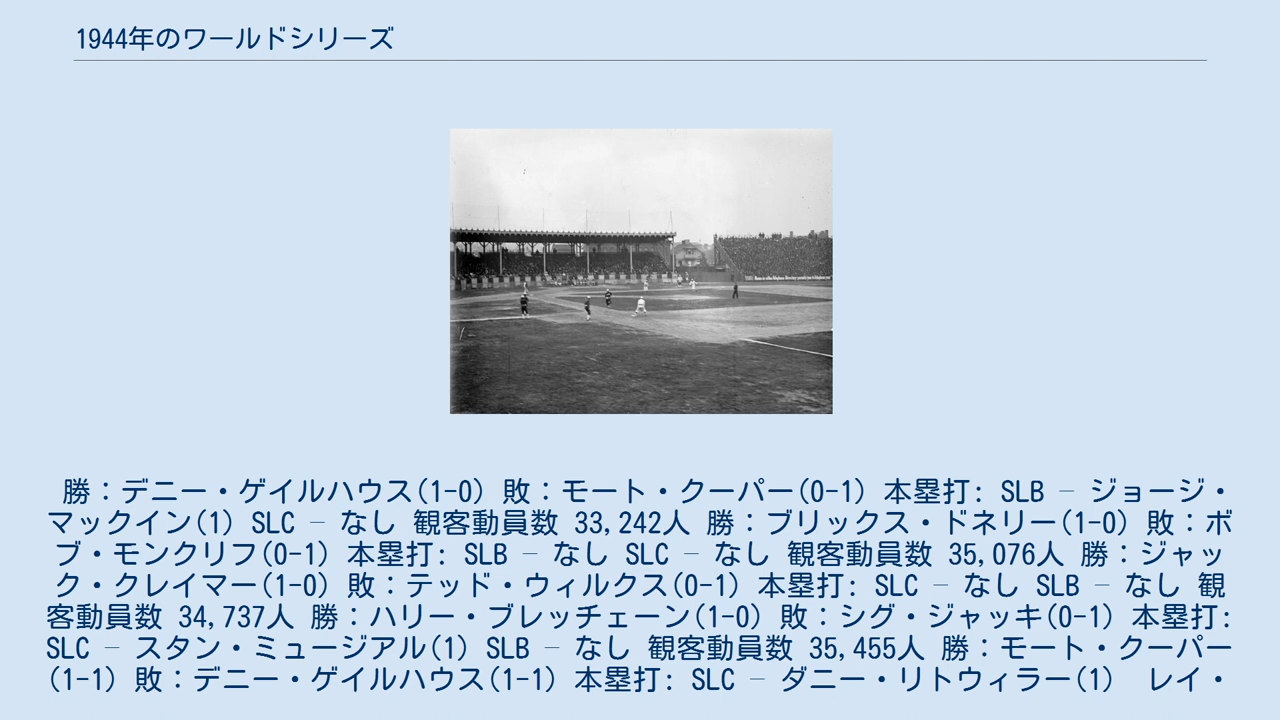 1944年のワールドシリーズ
勝：デニー・ゲイルハウス(1-0) 敗：モート・クーパー(0-1) 本塁打: SLB – ジョージ・
マックイン(1) SLC – なし 観客動員数 33,242人 勝：ブリックス・ドネリー(1-0) 敗：ボ
ブ・モンクリフ(0-1) 本塁打: SLB – なし SLC – なし 観客動員数 35,076人 勝：ジャッ
ク・クレイマー(1-0) 敗：テッド・ウィルクス(0-1) 本塁打: SLC – なし SLB – なし 観
客動員数 34,737人 勝：ハリー・ブレッチェーン(1-0) 敗：シグ・ジャッキ(0-1) 本塁打:
SLC – スタン・ミュージアル(1) SLB – なし 観客動員数 35,455人 勝：モート・クーパー
(1-1) 敗：デニー・ゲイルハウス(1-1) 本塁打: SLC – ダニー・リトウィラー(1)　レイ・